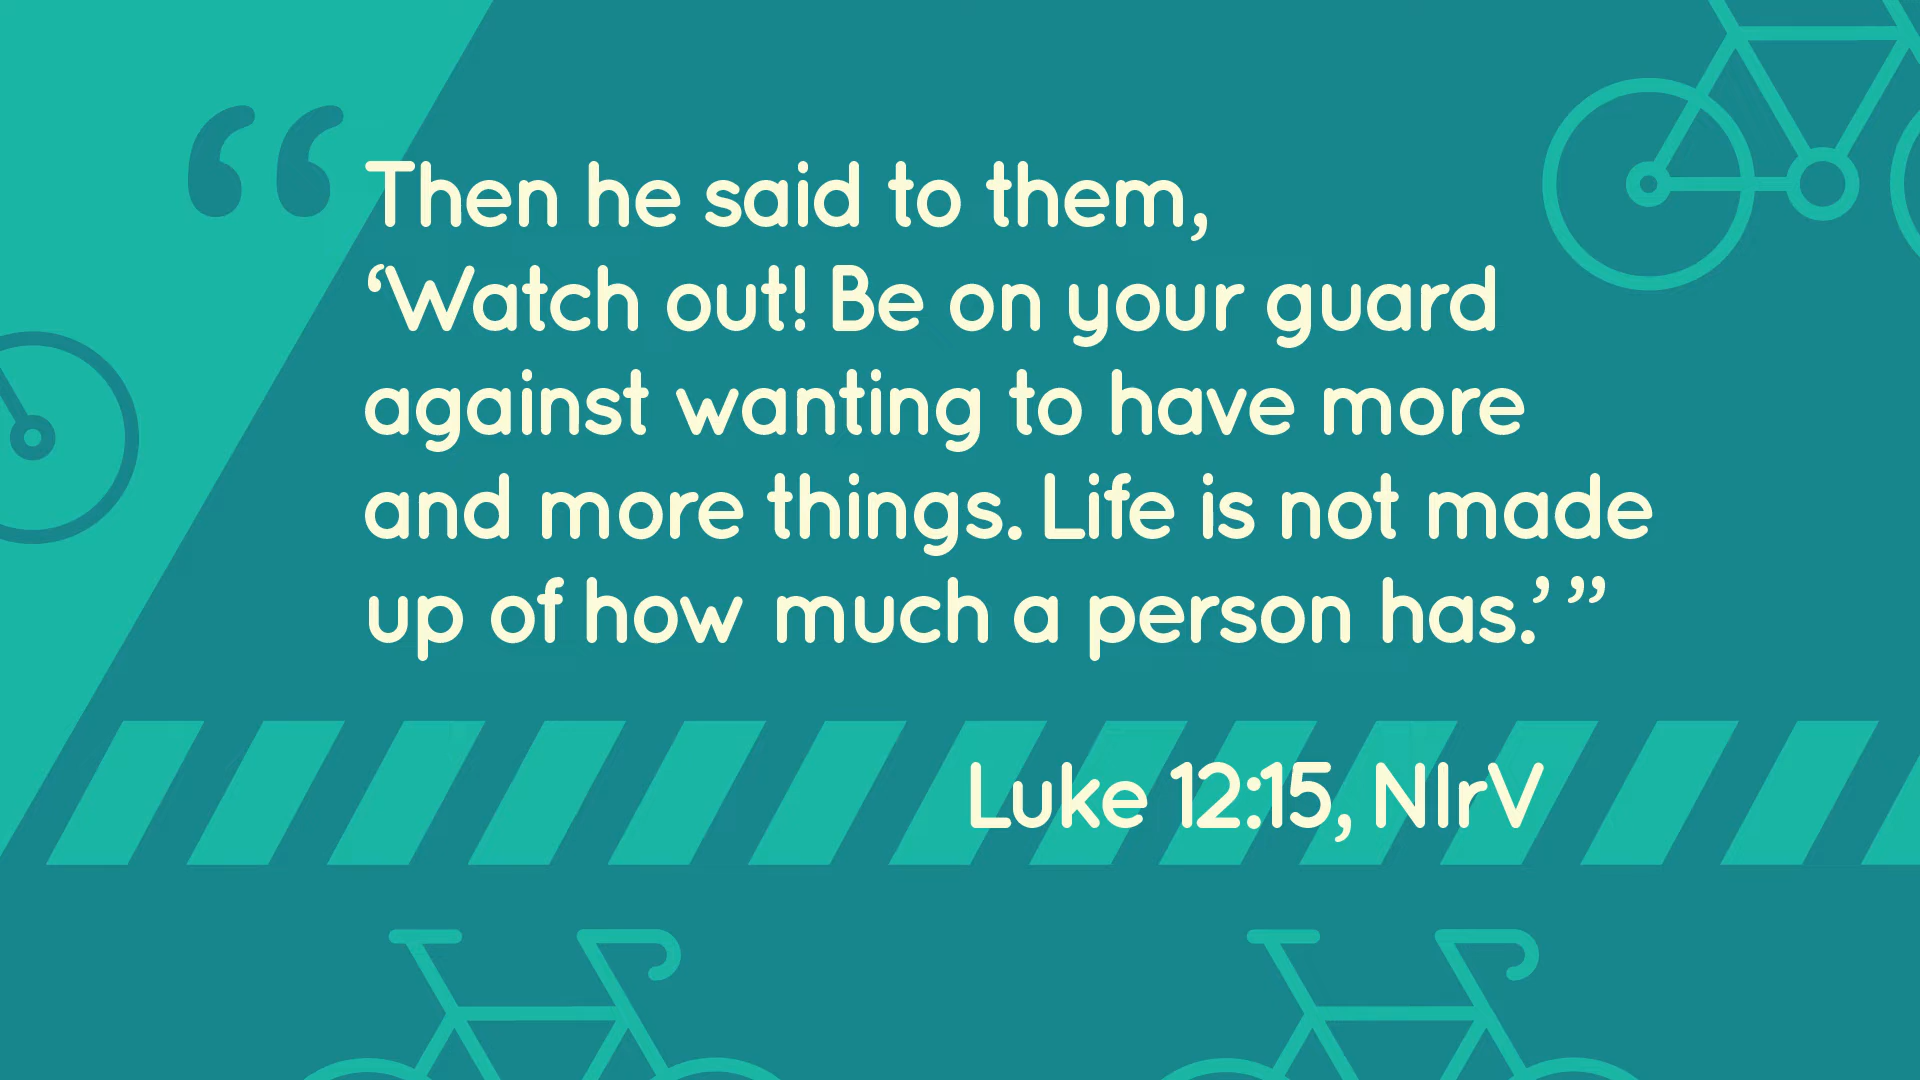 “Then he said to them,
‘Watch out! Be on your guard
against wanting to have more
and more things. Life is not made
up of how much a person has.’ ”
Luke 12:15, NIrV